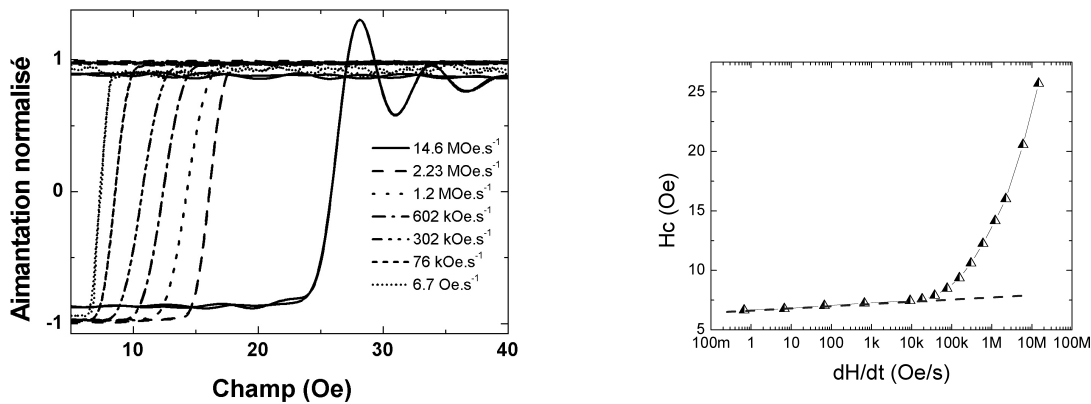 Aimantation normalisé
1
0
-1
14.6 MOe.s⁻¹
2.23 MOe.s⁻¹
1.2 MOe.s⁻¹
602 kOe.s⁻¹
302 kOe.s⁻¹
76 kOe.s⁻¹
6.7 Oe.s⁻¹
10 20 30 40
Champ (Oe)
Hc (Oe)
25
20
15
10
5
100m 1 10 100 1k 10k 100k 1M 10M 100M
dH/dt (Oe/s)